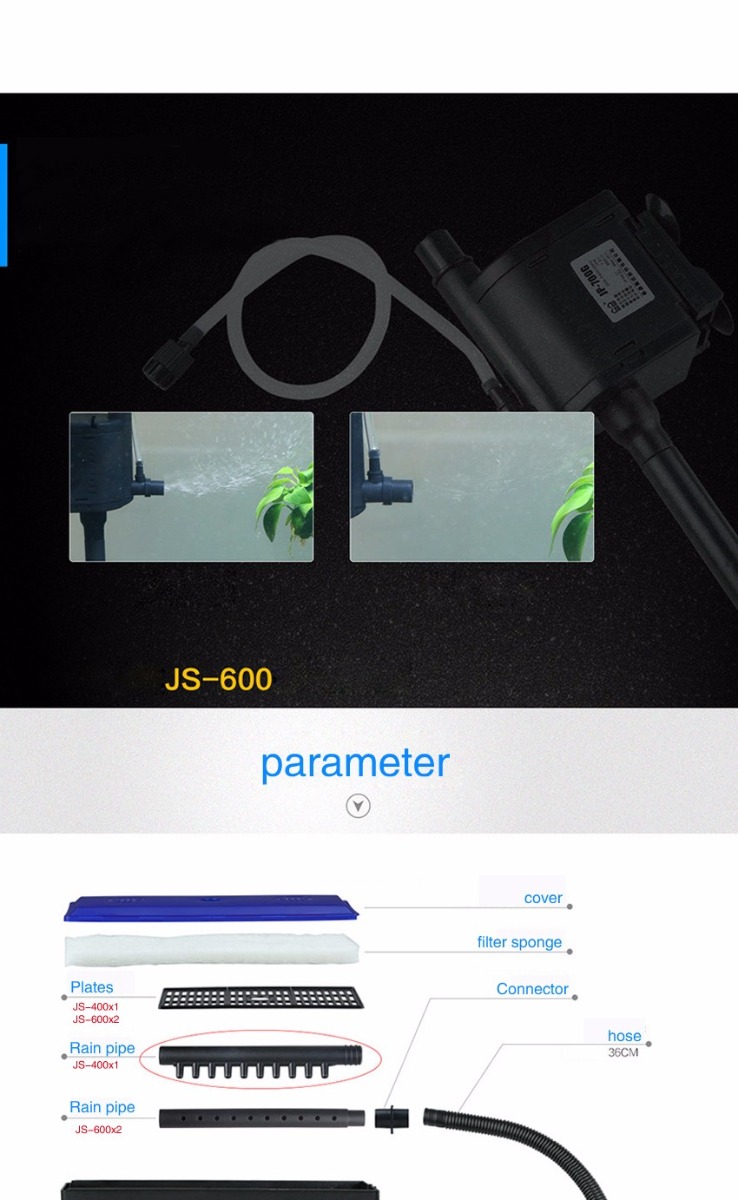 JP-700G
JS-600
parameter
cover
filter sponge
Plates
JS-400x1
JS-600x2
Connector
Rain pipe
JS-400x1
hose
36CM
Rain pipe
JS-600x2